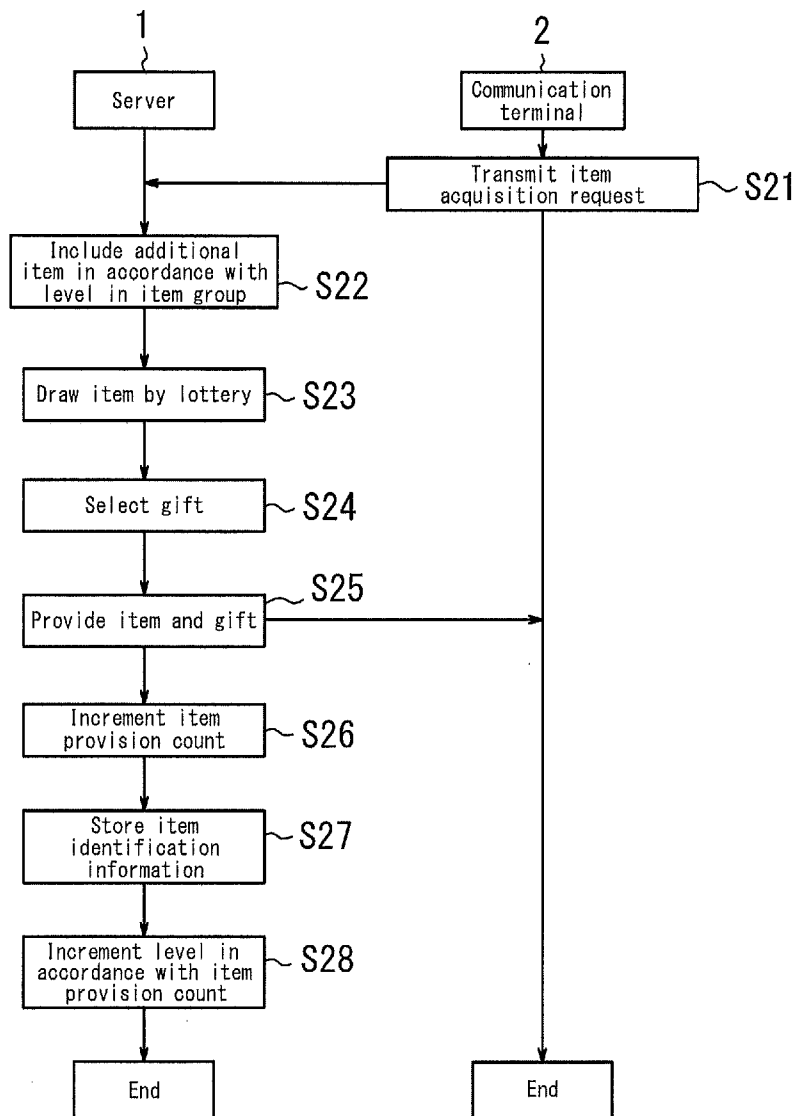 1
2
Server
Communication
terminal
Transmit item
acquisition request
S21
Include additional
item in accordance with
level in item group
S22
Draw item by lottery
S23
Select gift
S24
Provide item and gift
S25
Increment item
provision count
S26
Store item
identification
information
S27
Increment level in
accordance with item
provision count
S28
End
End